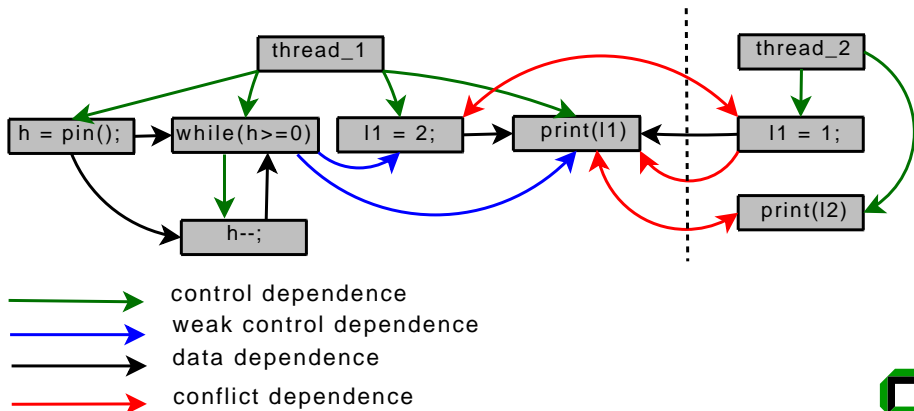 thread_1
thread_2
h = pin();
while(h>=0)
l1 = 2;
print(l1)
l1 = 1;
print(l2)
h--;
control dependence
weak control dependence
data dependence
conflict dependence